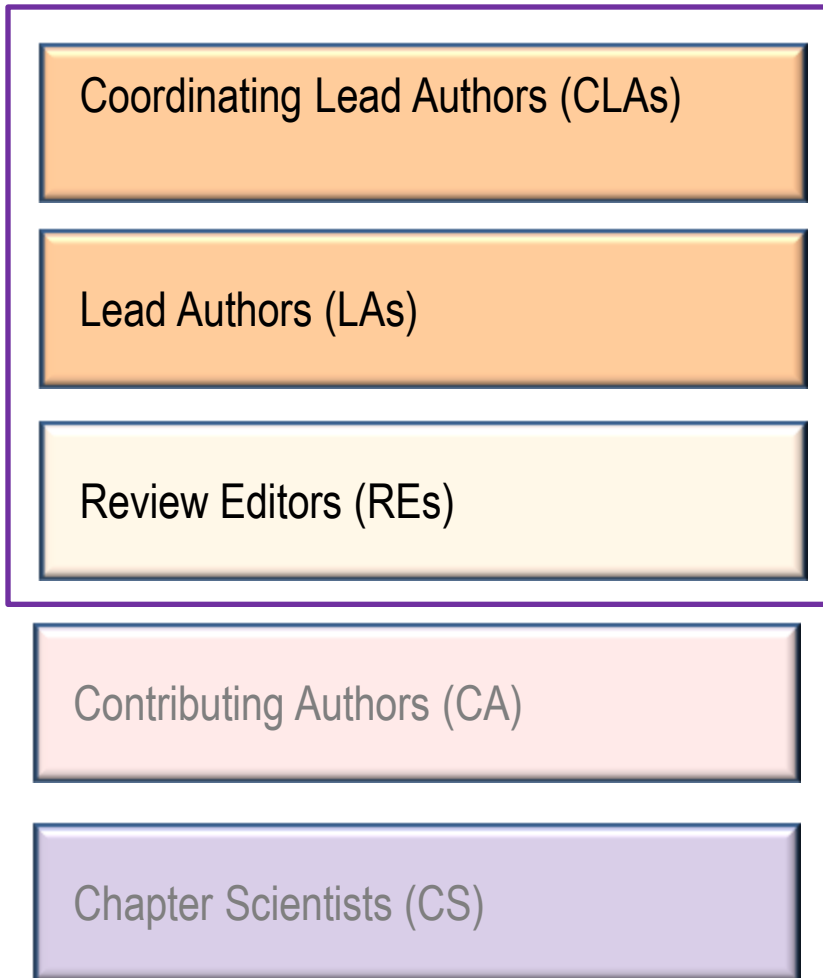 Coordinating Lead Authors (CLAs)
Lead Authors (LAs)
Review Editors (REs)
Contributing Authors (CA)
Chapter Scientists (CS)